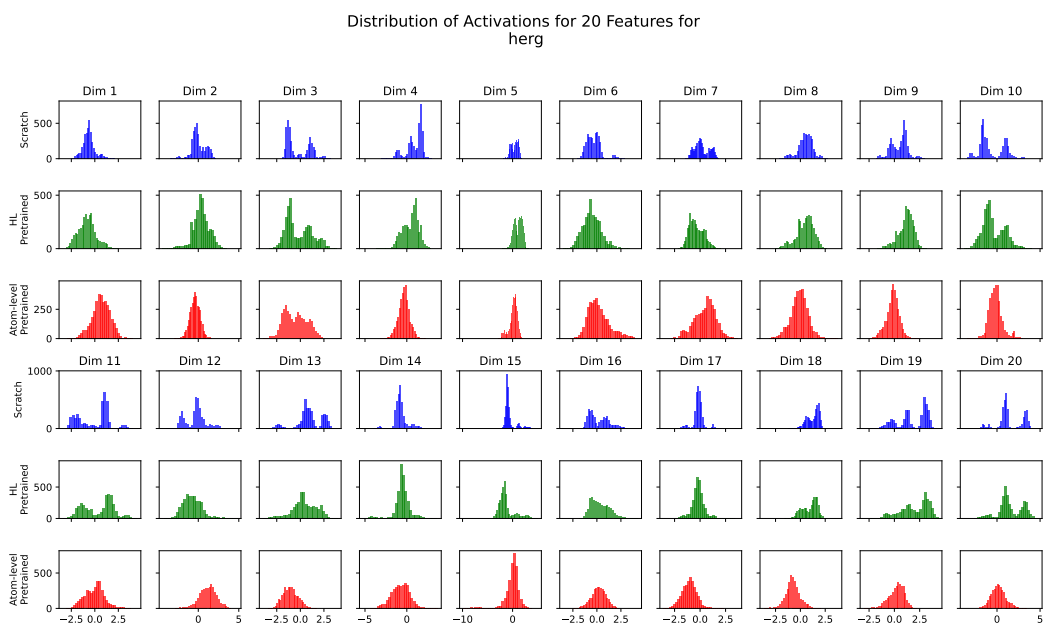 Distribution of Activations for 20 Features for
herg
Dim 1 Dim 2 Dim 3 Dim 4 Dim 5 Dim 6 Dim 7 Dim 8 Dim 9 Dim 10
Scratch
500
0
HL
Pretrained
500
0
Atom-level
Pretrained
250
0
Dim 11 Dim 12 Dim 13 Dim 14 Dim 15 Dim 16 Dim 17 Dim 18 Dim 19 Dim 20
Scratch
1000
500
0
HL
Pretrained
500
0
Atom-level
Pretrained
500
0
−2.5 0.0 2.5 0 5 −2.5 0.0 2.5 −5 0 5 −10 0 −2.5 0.0 2.5 −2.5 0.0 2.5 −2.5 0.0 2.5 −2.5 0.0 2.5 0 5